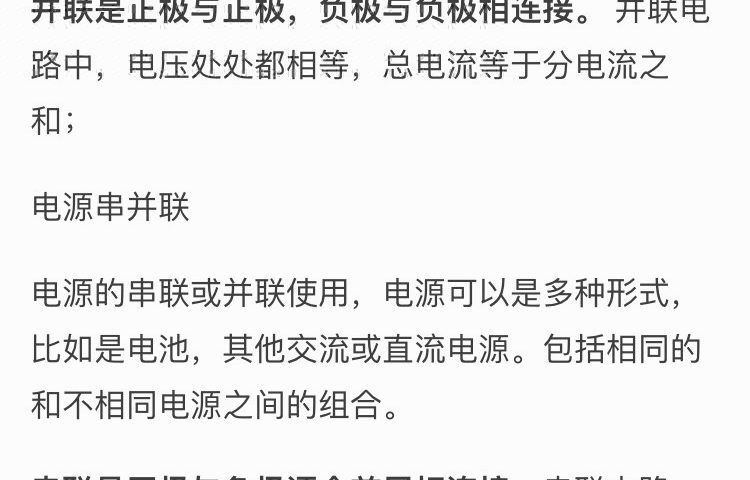 并联是正极与正极，负极与负极相连接。 并联电
路中，电压处处都相等，总电流等于分电流之
和；
电源串并联
电源的串联或并联使用，电源可以是多种形式，
比如是电池，其他交流或直流电源。包括相同的
和不相同电源之间的组合。